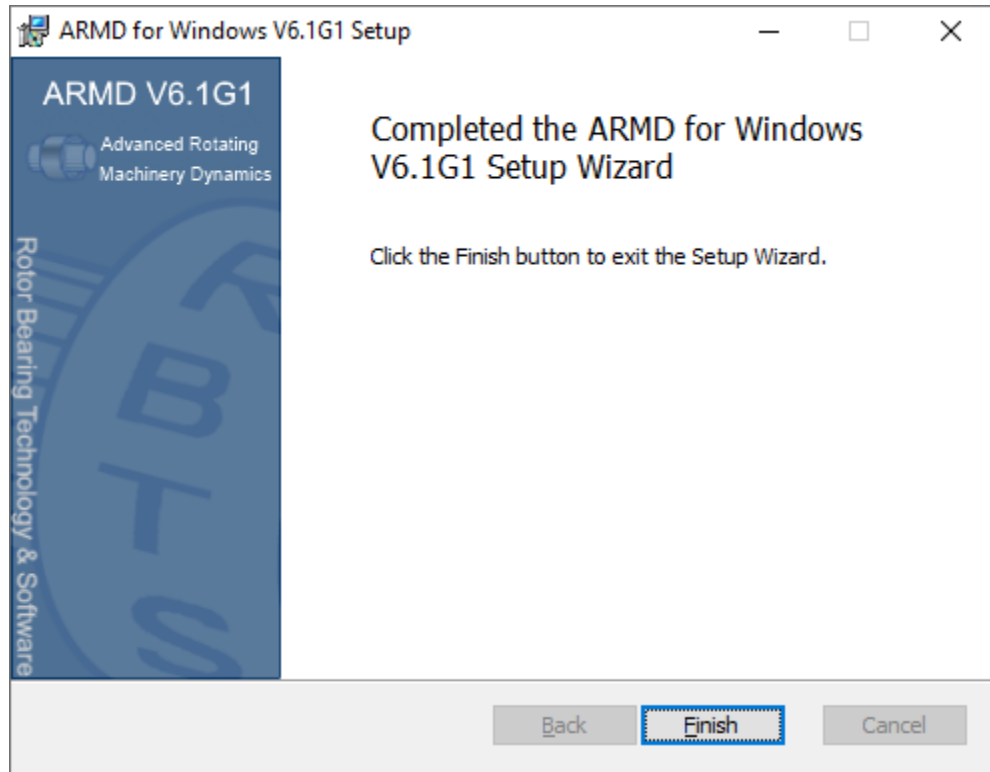 ARMD for Windows V6.1G1 Setup
ARMD V6.1G1
Advanced Rotating
Machinery Dynamics
Rotor Bearing Technology & Software
R
B
T
S
Completed the ARMD for Windows
V6.1G1 Setup Wizard
Click the Finish button to exit the Setup Wizard.
Back Finish Cancel